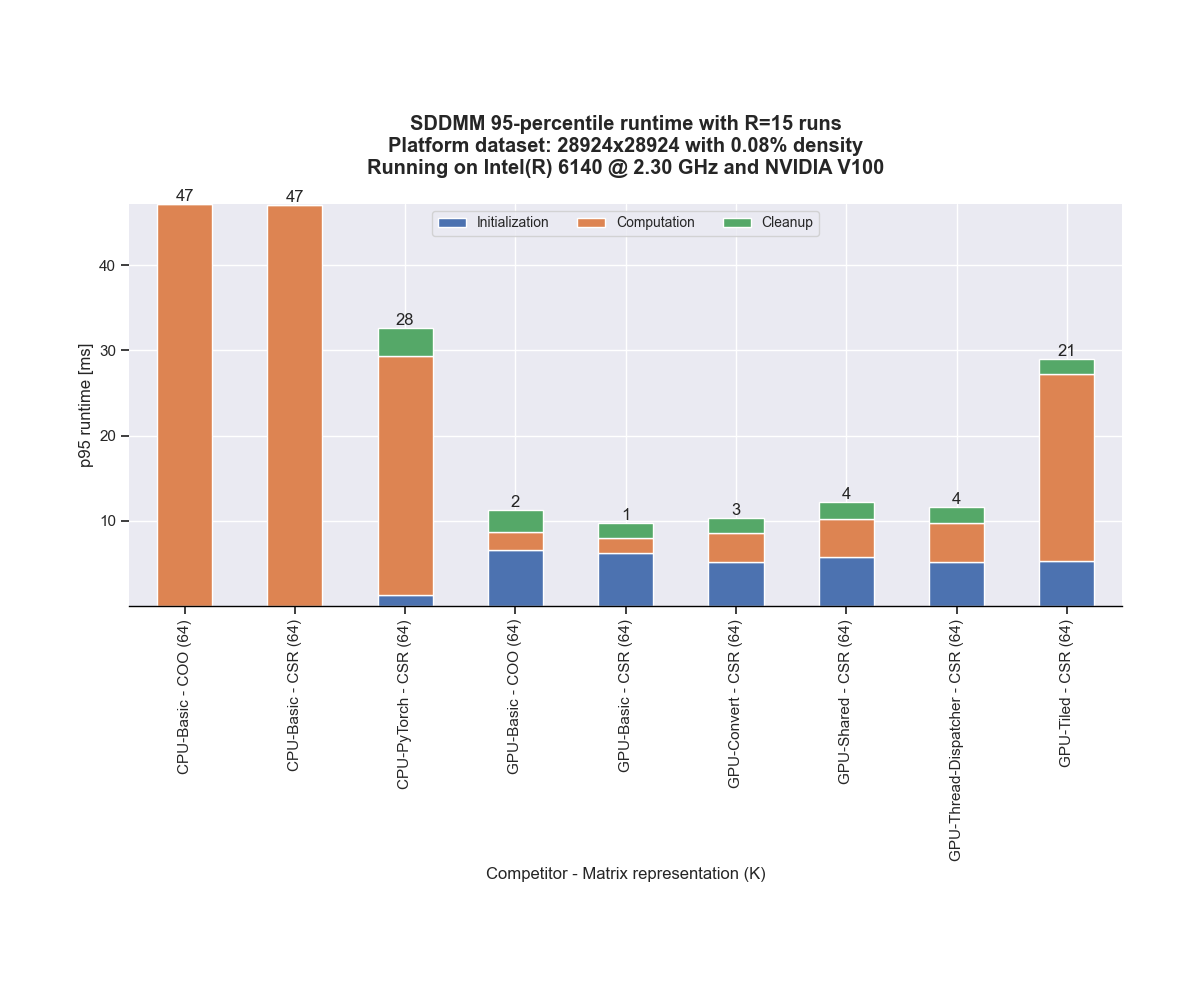 SDDMM 95-percentile runtime with R=15 runs
Platform dataset: 28924x28924 with 0.08% density
Running on Intel(R) 6140 @ 2.30 GHz and NVIDIA V100
47
47
28
2
1
3
4
4
21
Initialization
Computation
Cleanup
40
30
20
10
p95 runtime [ms]
CPU-Basic - COO (64)
CPU-Basic - CSR (64)
CPU-PyTorch - CSR (64)
GPU-Basic - COO (64)
GPU-Basic - CSR (64)
GPU-Convert - CSR (64)
GPU-Shared - CSR (64)
GPU-Thread-Dispatcher - CSR (64)
GPU-Tiled - CSR (64)
Competitor - Matrix representation (K)